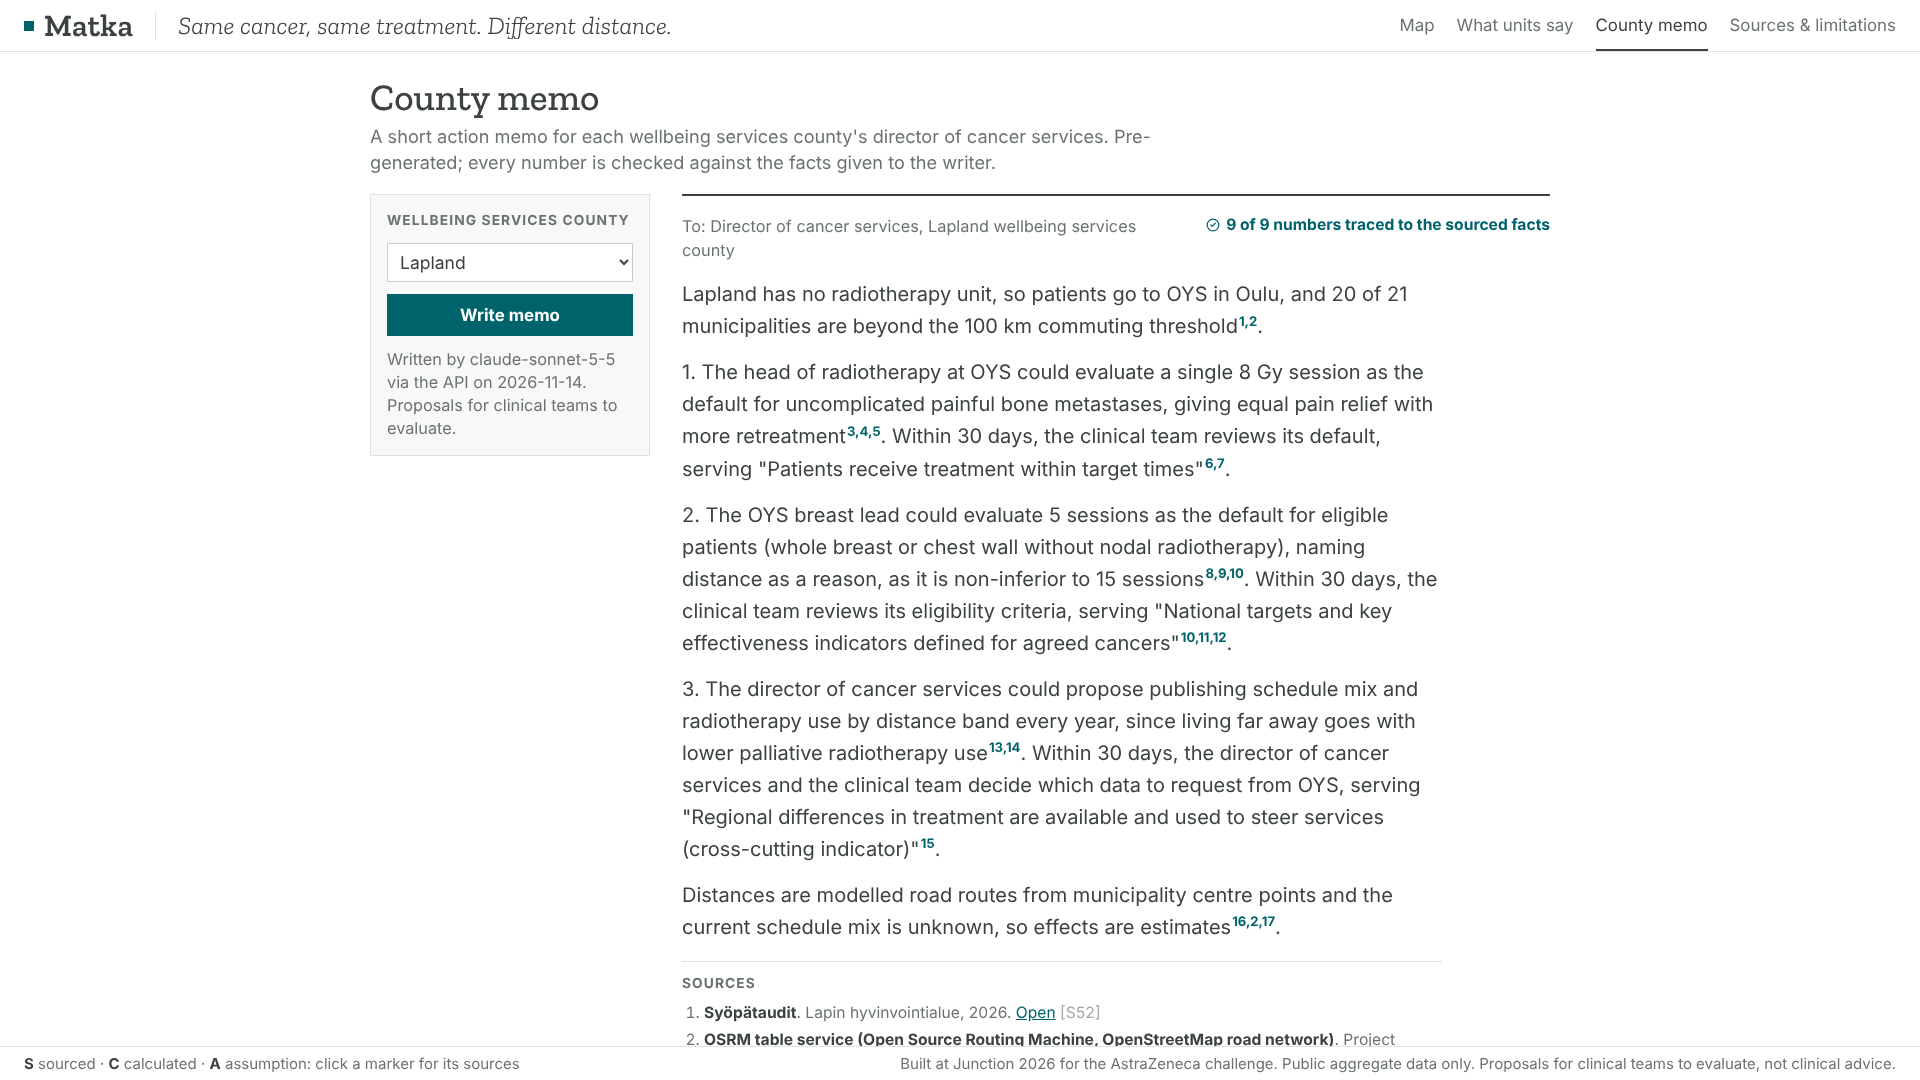 Matka
Same cancer, same treatment. Different distance.
Map
What units say
County memo
Sources & limitations
County memo
A short action memo for each wellbeing services county's director of cancer services. Pre-
generated; every number is checked against the facts given to the writer.
WELLBEING SERVICES COUNTY
Lapland
Write memo
Written by claude-sonnet-5-5
via the API on 2026-11-14.
Proposals for clinical teams to
evaluate.
To: Director of cancer services, Lapland wellbeing services
county
9 of 9 numbers traced to the sourced facts
Lapland has no radiotherapy unit, so patients go to OYS in Oulu, and 20 of 21
municipalities are beyond the 100 km commuting threshold1,2.
1. The head of radiotherapy at OYS could evaluate a single 8 Gy session as the
default for uncomplicated painful bone metastases, giving equal pain relief with
more retreatment3,4,5. Within 30 days, the clinical team reviews its default,
serving "Patients receive treatment within target times"6,7.
2. The OYS breast lead could evaluate 5 sessions as the default for eligible
patients (whole breast or chest wall without nodal radiotherapy), naming
distance as a reason, as it is non-inferior to 15 sessions8,9,10. Within 30 days, the
clinical team reviews its eligibility criteria, serving "National targets and key
effectiveness indicators defined for agreed cancers"10,11,12.
3. The director of cancer services could propose publishing schedule mix and
radiotherapy use by distance band every year, since living far away goes with
lower palliative radiotherapy use13,14. Within 30 days, the director of cancer
services and the clinical team decide which data to request from OYS, serving
"Regional differences in treatment are available and used to steer services
(cross-cutting indicator)"15.
Distances are modelled road routes from municipality centre points and the
current schedule mix is unknown, so effects are estimates16,2,17.
SOURCES
1. Syöpätaudit. Lapin hyvinvointialue, 2026. Open [S52]
2. OSRM table service (Open Source Routing Machine, OpenStreetMap road network). Project
S sourced · C calculated · A assumption: click a marker for its sources
Built at Junction 2026 for the AstraZeneca challenge. Public aggregate data only. Proposals for clinical teams to evaluate, not clinical advice.